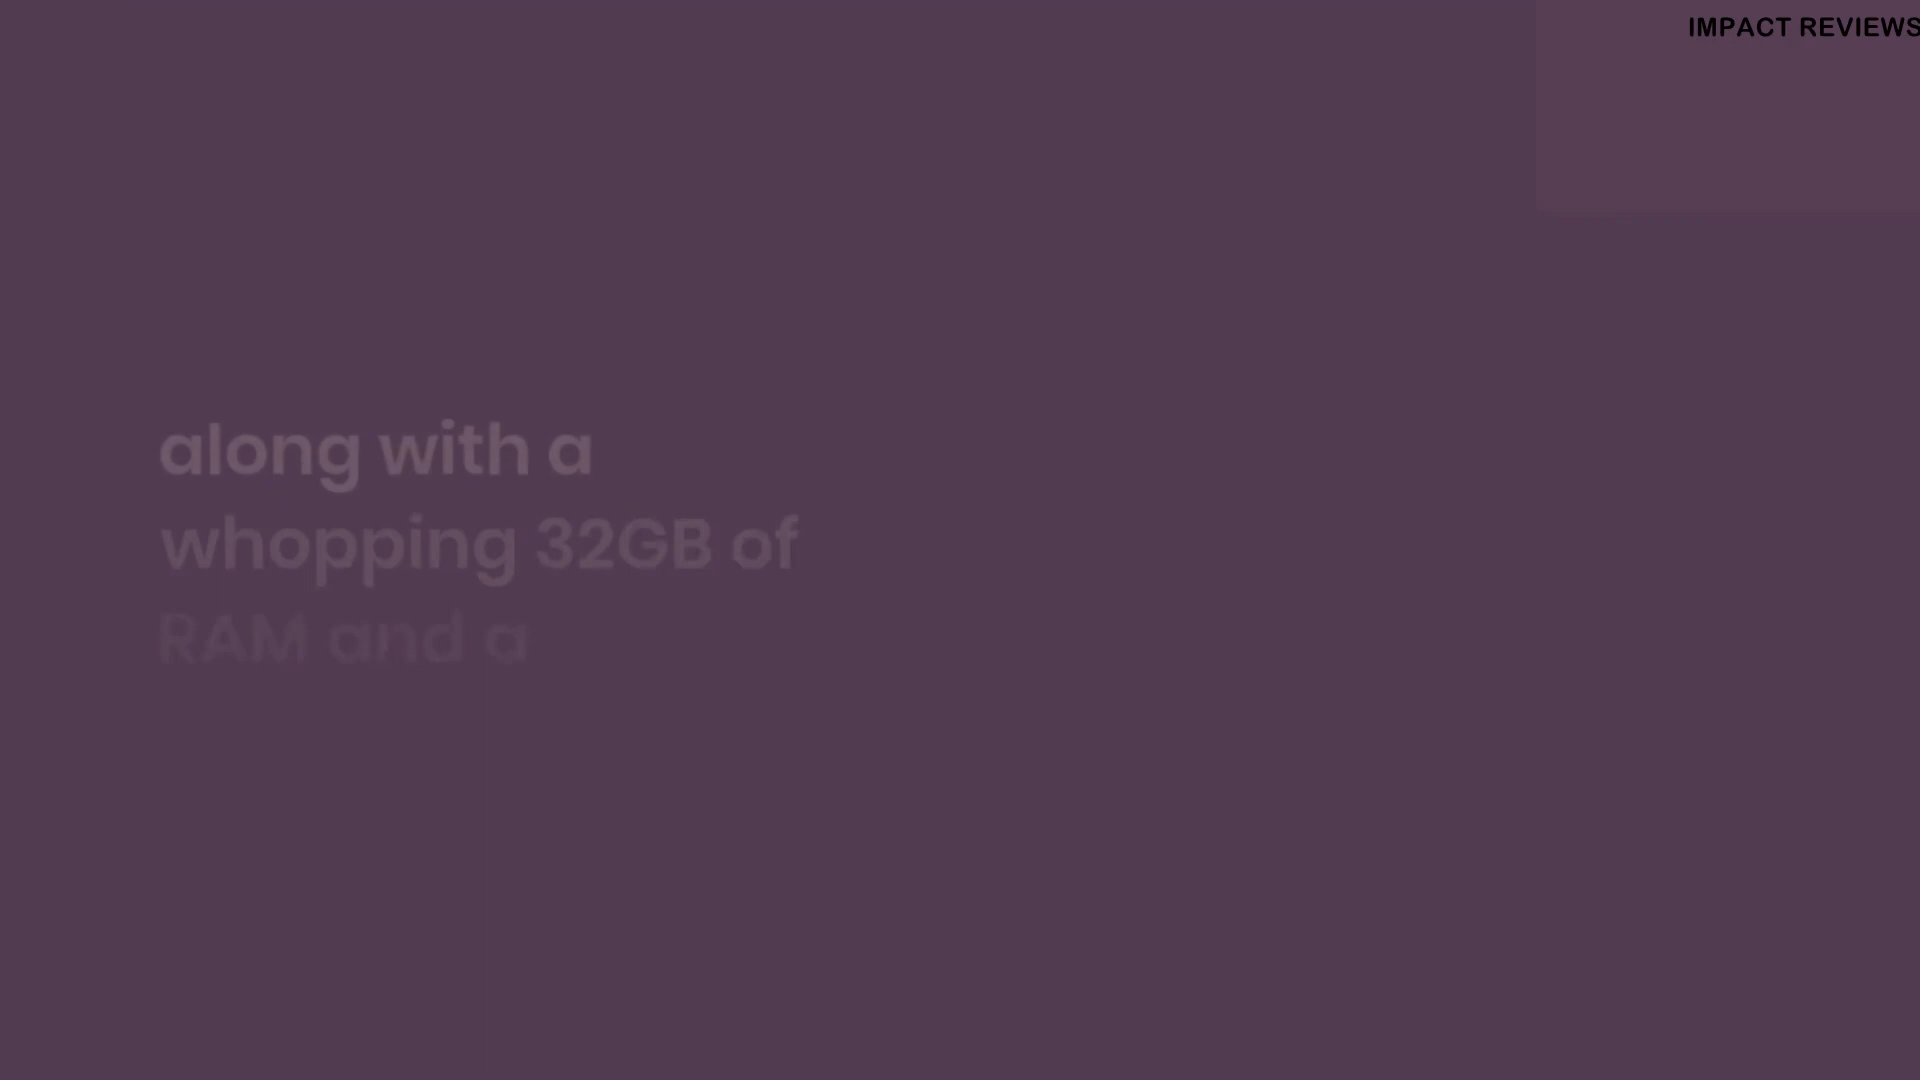 IMPACT REVIEWS
along with a
whopping 32GB of
RAM and a